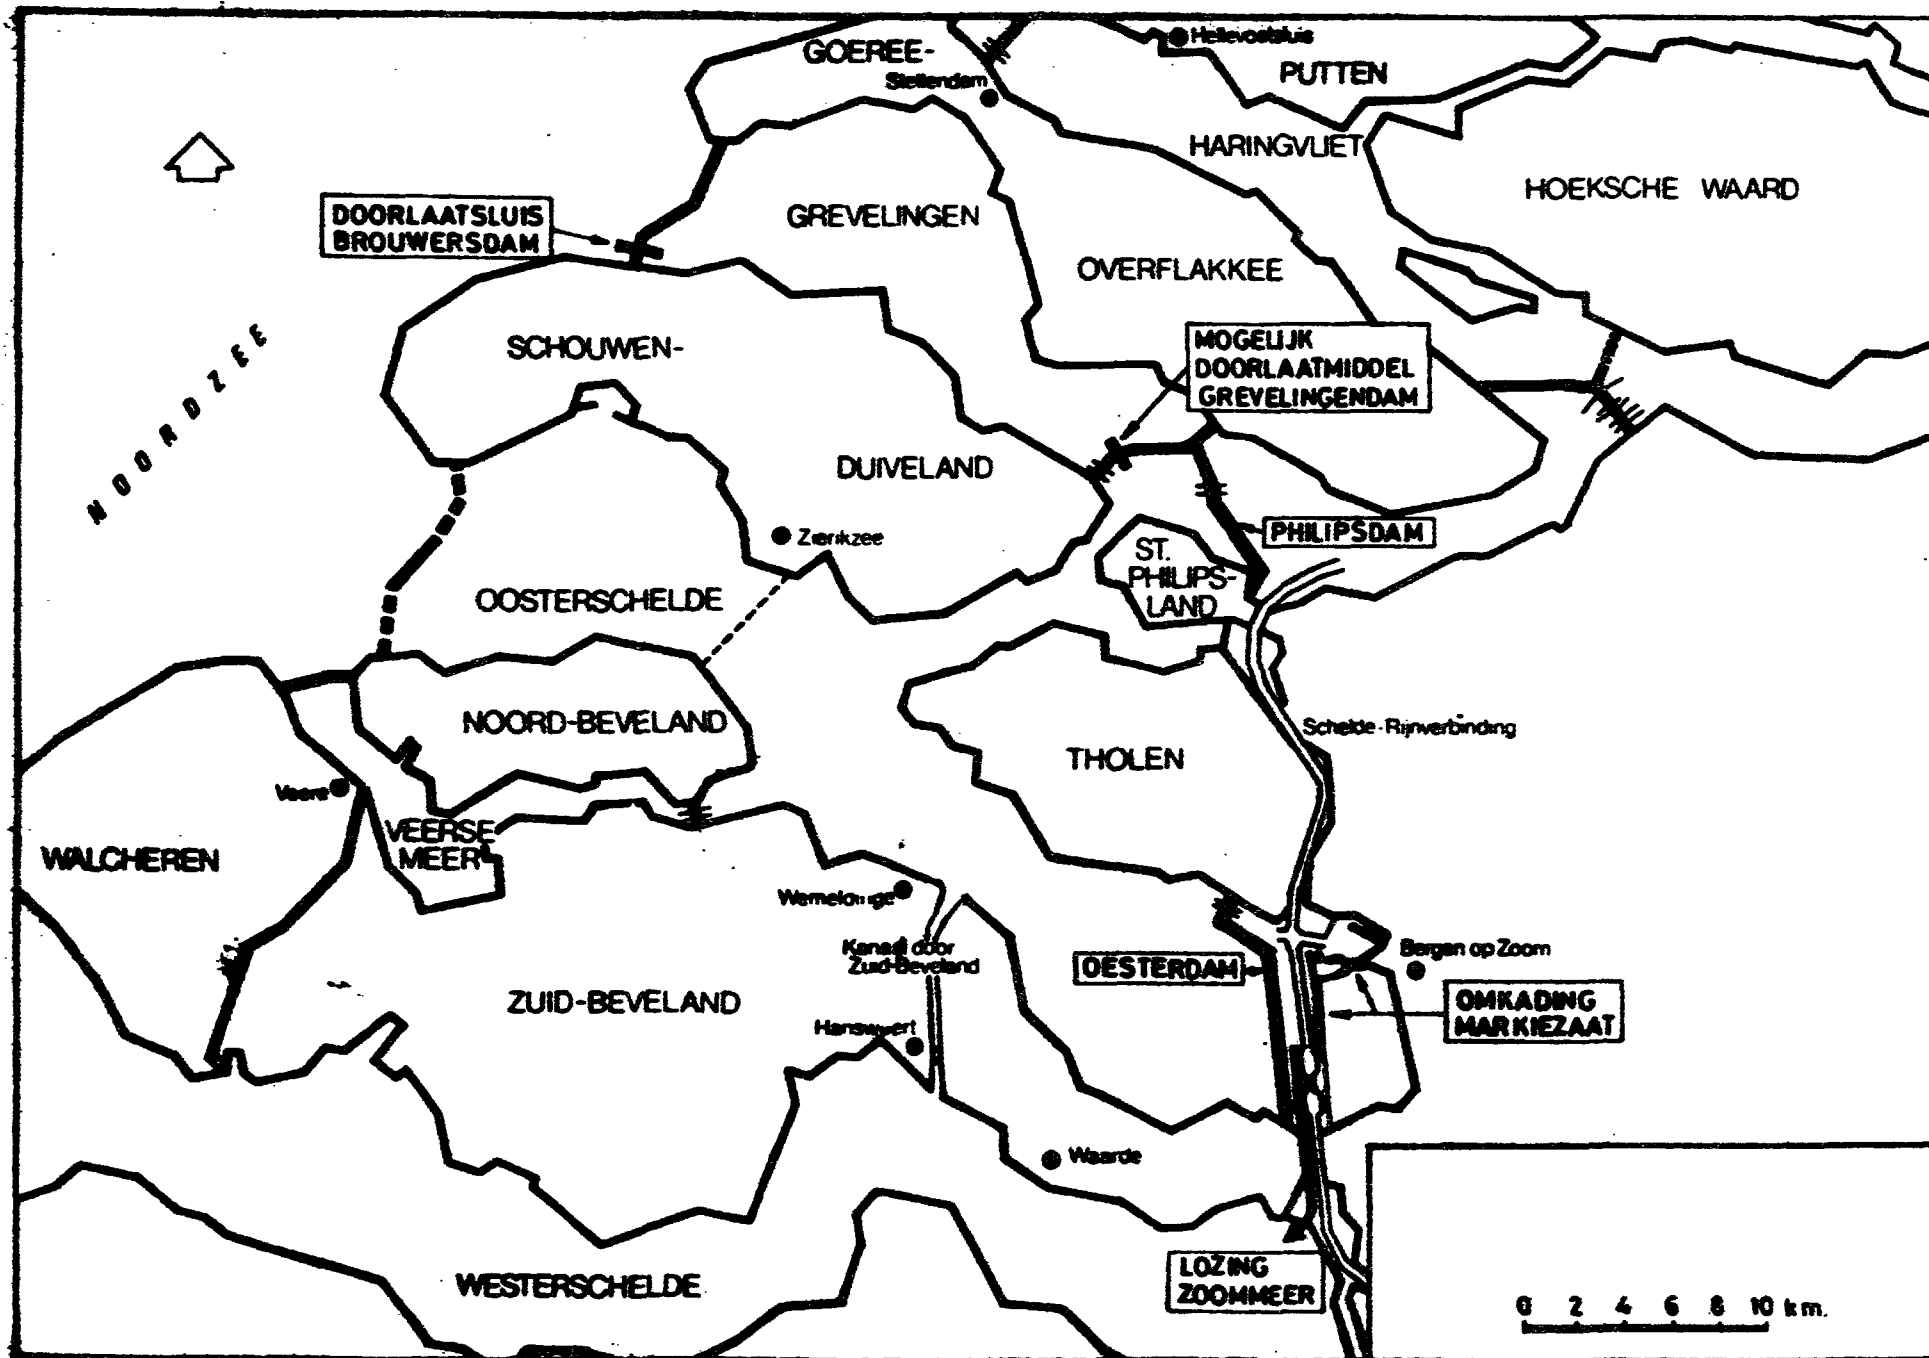 GOEREE-
Hellevoetsluis
Stellendam
PUTTEN
HARINGVLIET
HOEKSCHE WAARD
DOORLAATSLUIS
BROUWERSDAM
GREVELINGEN
OVERFLAKKEE
NOORDZEE
SCHOUWEN-
MOGELIJK
DOORLAATMIDDEL
GREVELINGENDAM
DUIVELAND
PHILIPSDAM
Zierikzee
ST.
PHILIPS-
LAND
OOSTERSCHELDE
NOORD-BEVELAND
Schelde-Rijnverbinding
THOLEN
Veere
VEERSE
MEER
WALCHEREN
Wemeldinge
Kanaal door
Zuid-Beveland
OESTERDAM
Bergen op Zoom
ZUID-BEVELAND
OMKADING
MARKIEZAAT
Hansweert
Waarde
WESTERSCHELDE
LOZING
ZOOMMEER
0 2 4 6 8 10 km.